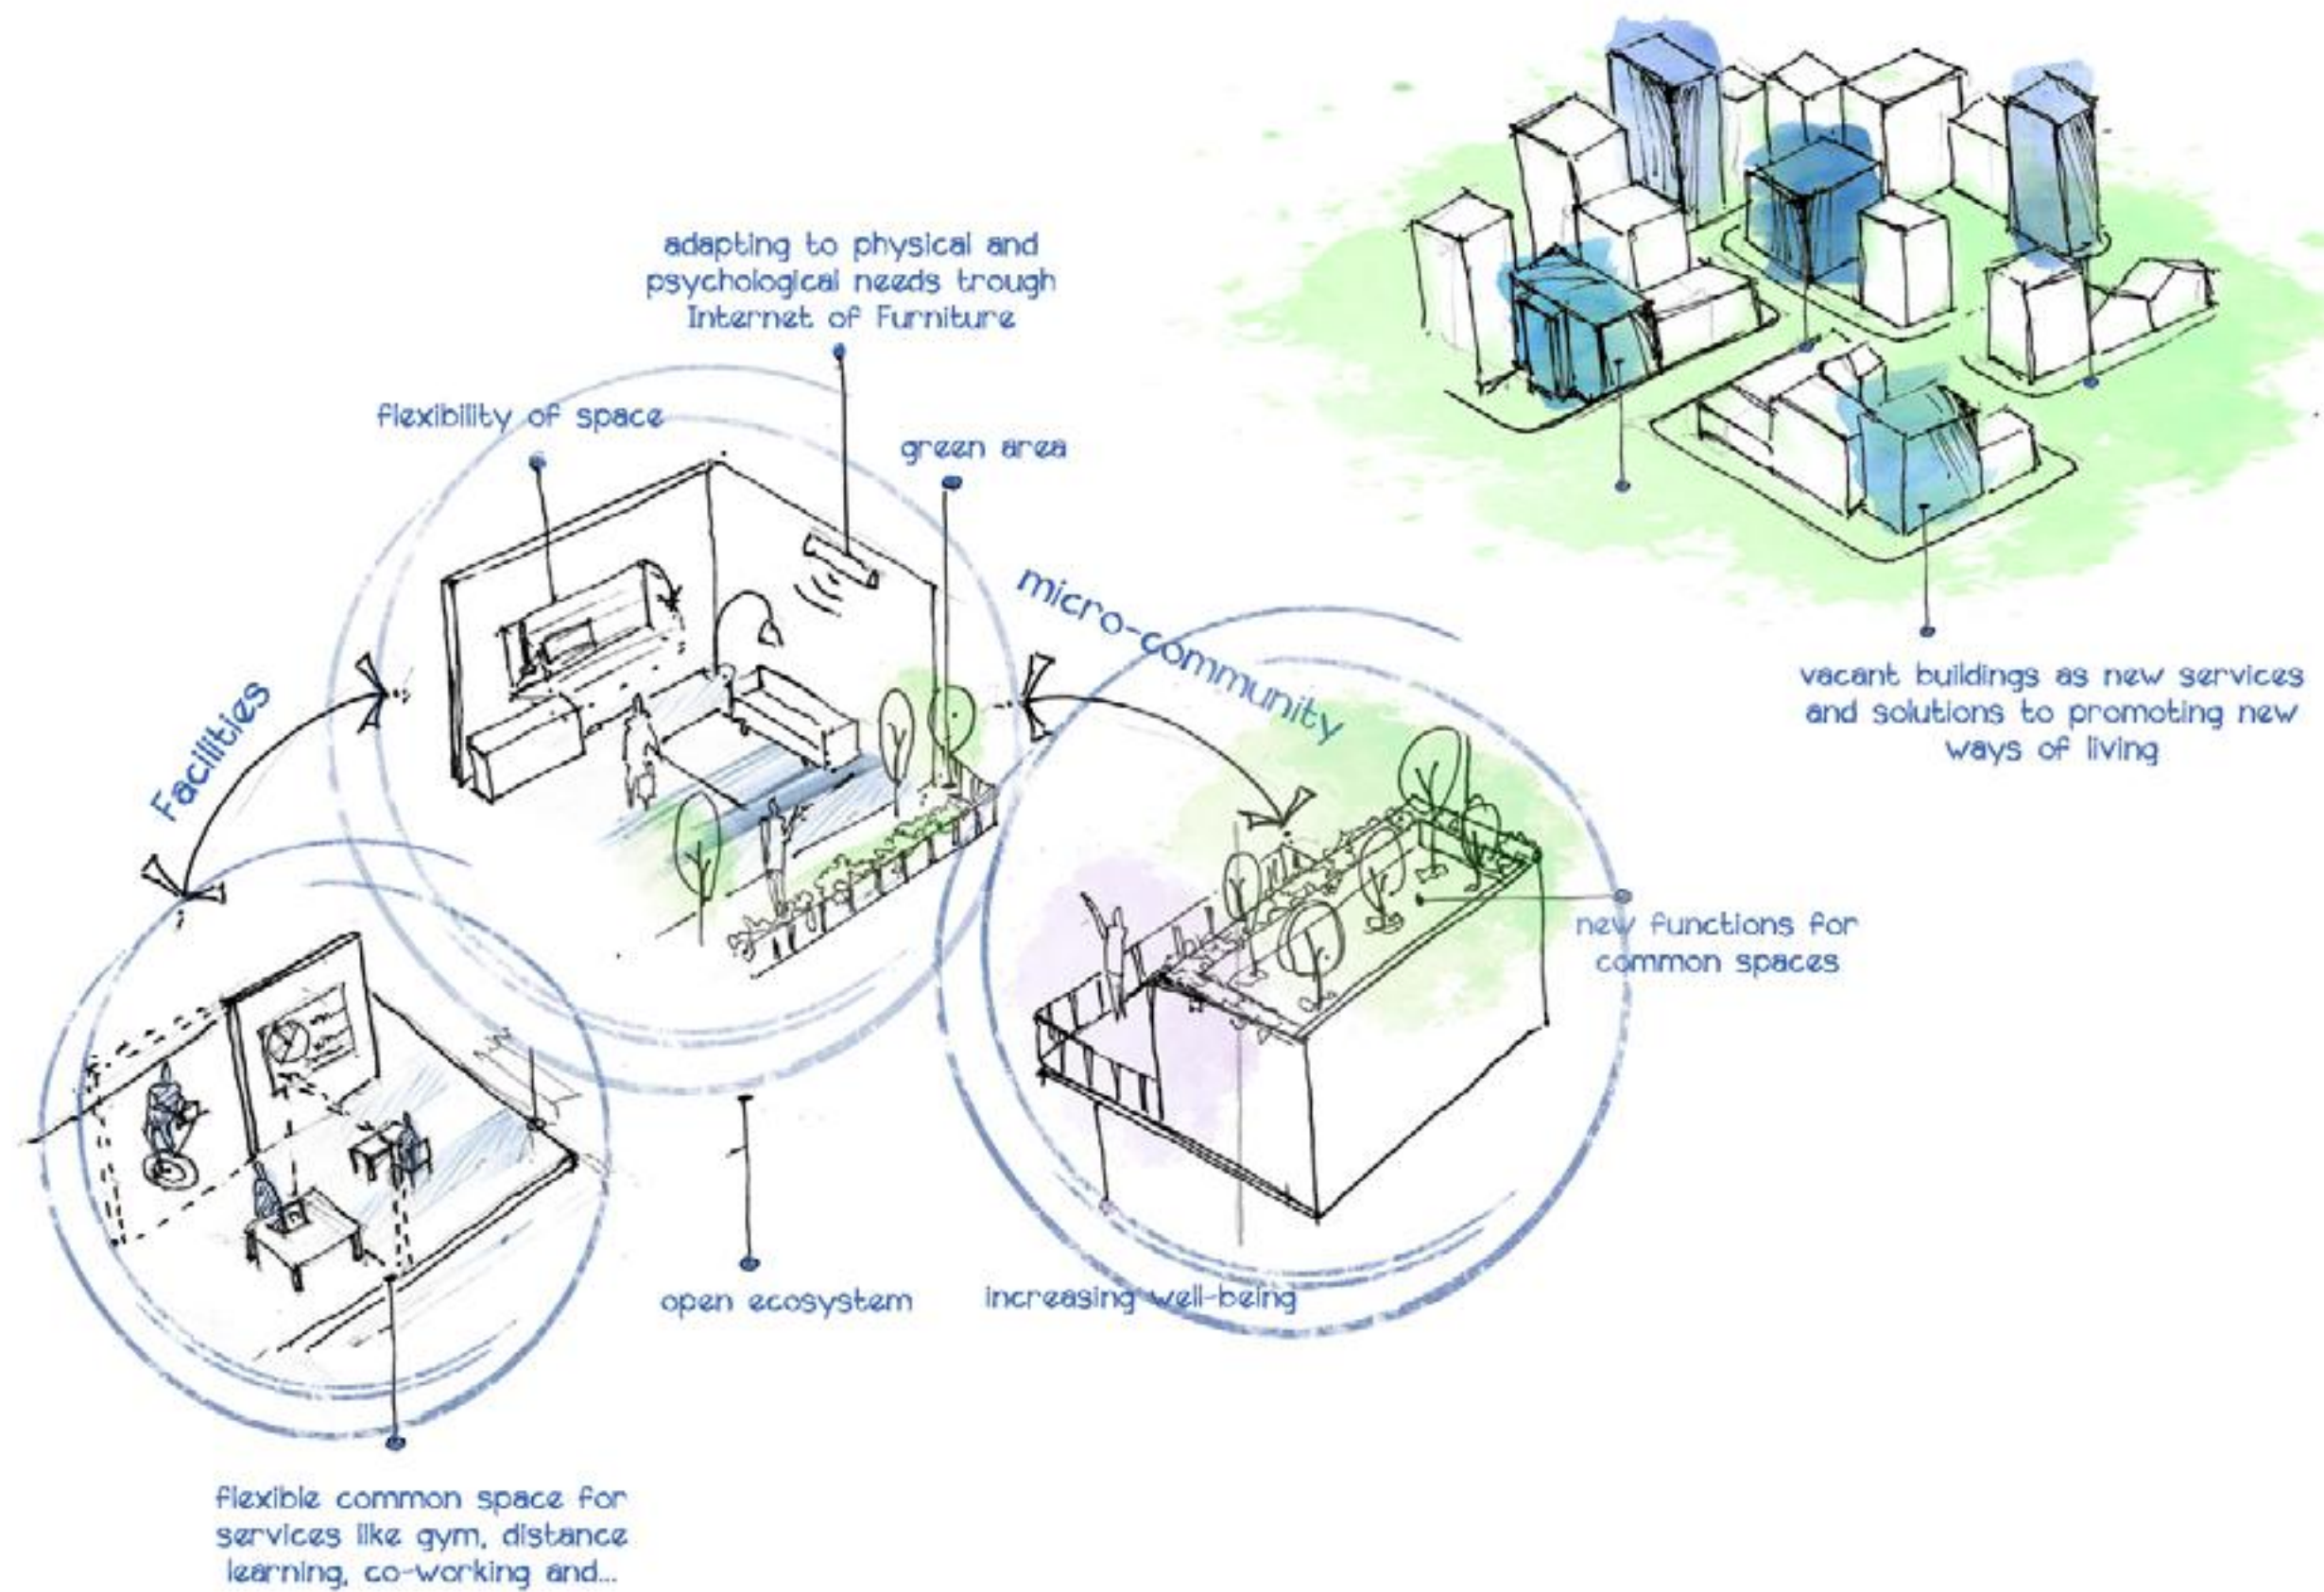 adapting to physical and
psychological needs trough
Internet of Furniture
flexibility of space
green area
micro-community
Facilities
vacant buildings as new services
and solutions to promoting new
ways of living
new functions for
common spaces
open ecosystem
increasing well-being
flexible common space for
services like gym, distance
learning, co-working and...